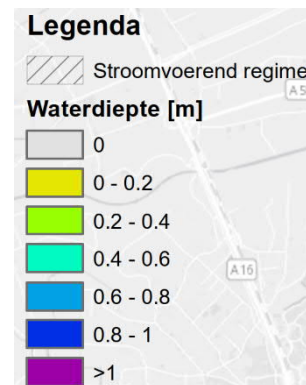 Legenda
Stroomvoerend regime
A5
Waterdiepte [m]
0
0 - 0.2
0.2 - 0.4
0.4 - 0.6
A16
0.6 - 0.8
0.8 - 1
>1